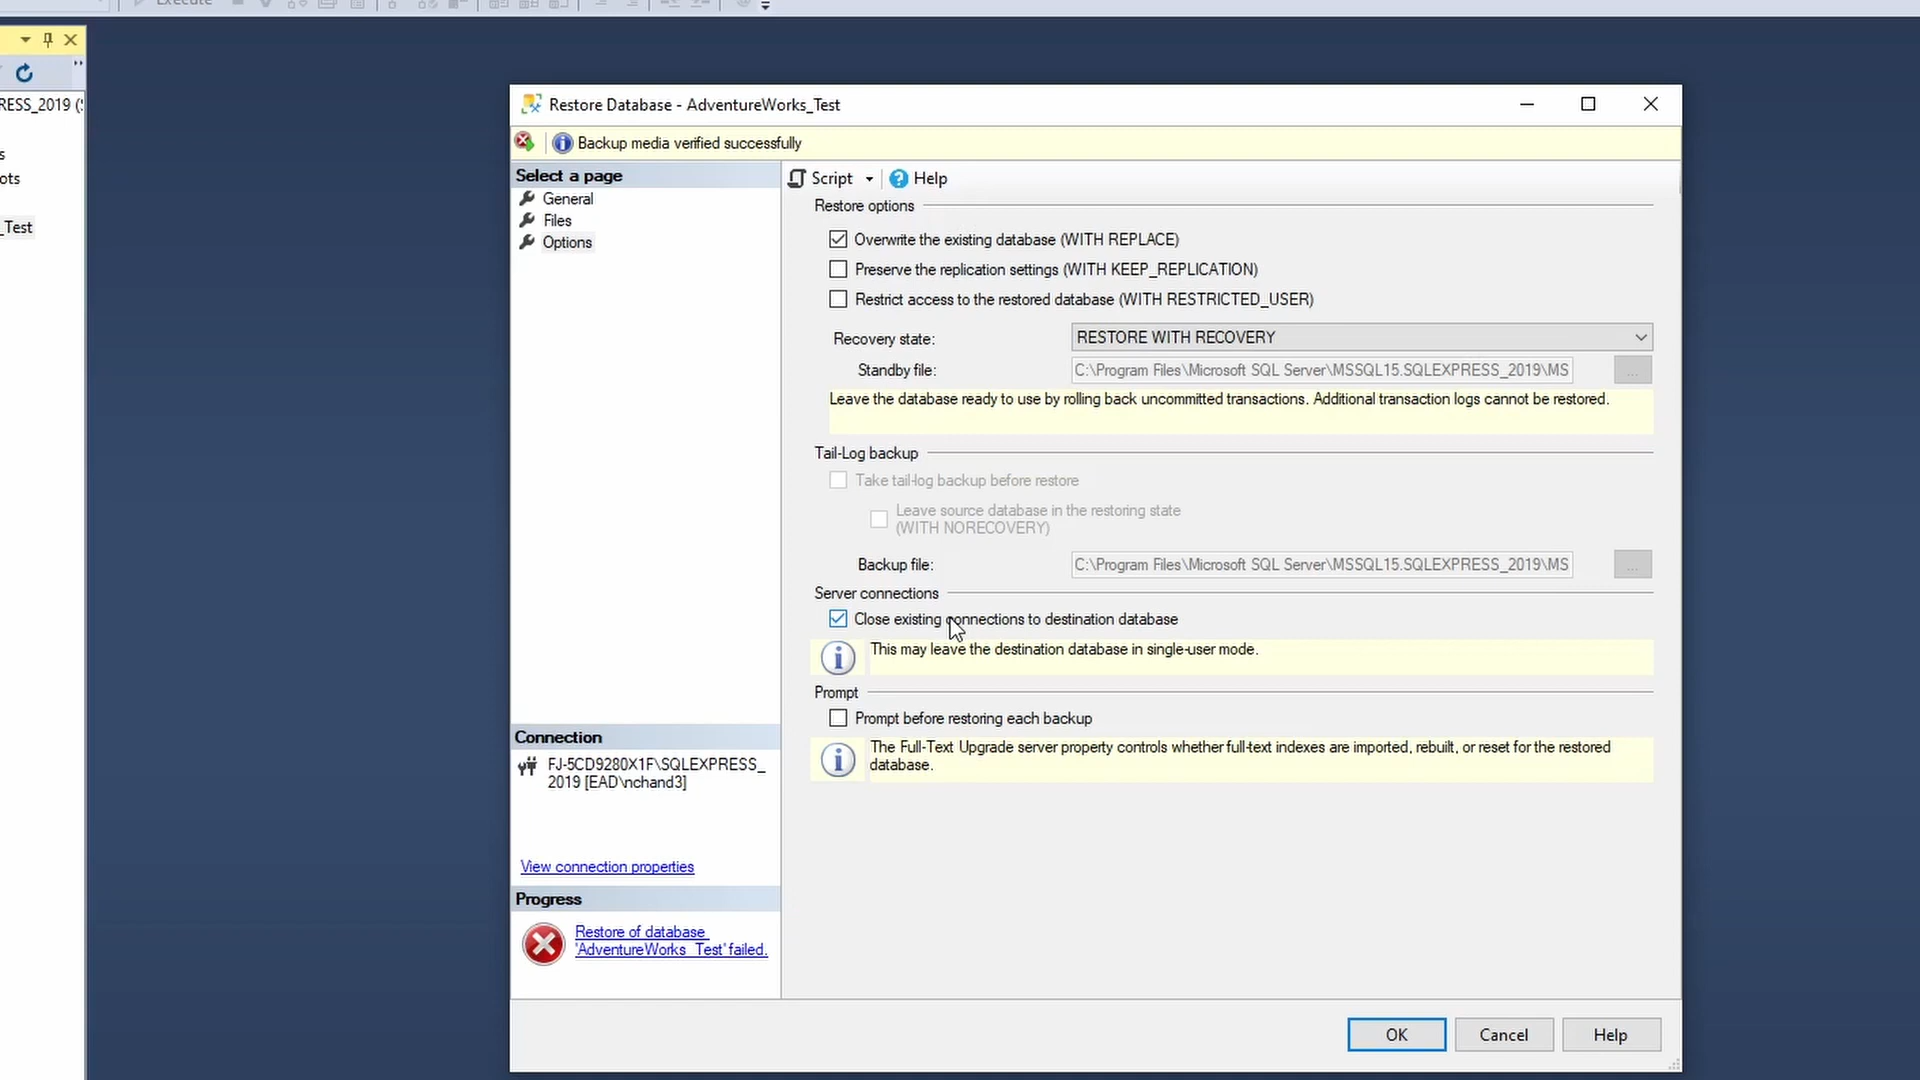 Execute
RESS_2019 (
s
ots
_Test
Restore Database - AdventureWorks_Test
Backup media verified successfully
Select a page
General
Files
Options
Script
Help
Restore options
Overwrite the existing database (WITH REPLACE)
Preserve the replication settings (WITH KEEP_REPLICATION)
Restrict access to the restored database (WITH RESTRICTED_USER)
Recovery state:
RESTORE WITH RECOVERY
Standby file:
C:\Program Files\Microsoft SQL Server\MSSQL15.SQLEXPRESS_2019\MS
...
Leave the database ready to use by rolling back uncommitted transactions. Additional transaction logs cannot be restored.
Tail-Log backup
Take tail-log backup before restore
Leave source database in the restoring state
(WITH NORECOVERY)
Backup file:
C:\Program Files\Microsoft SQL Server\MSSQL15.SQLEXPRESS_2019\MS
...
Server connections
Close existing connections to destination database
This may leave the destination database in single-user mode.
Prompt
Prompt before restoring each backup
The Full-Text Upgrade server property controls whether full-text indexes are imported, rebuilt, or reset for the restored
database.
Connection
FJ-5CD9280X1F\SQLEXPRESS_
2019 [EAD\nchand3]
View connection properties
Progress
Restore of database
'AdventureWorks_Test' failed.
OK
Cancel
Help